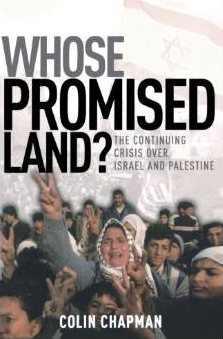 WHOSE
PROMISED
LAND?
THE CONTINUING
CRISIS OVER
ISRAEL AND PALESTINE
COLIN CHAPMAN